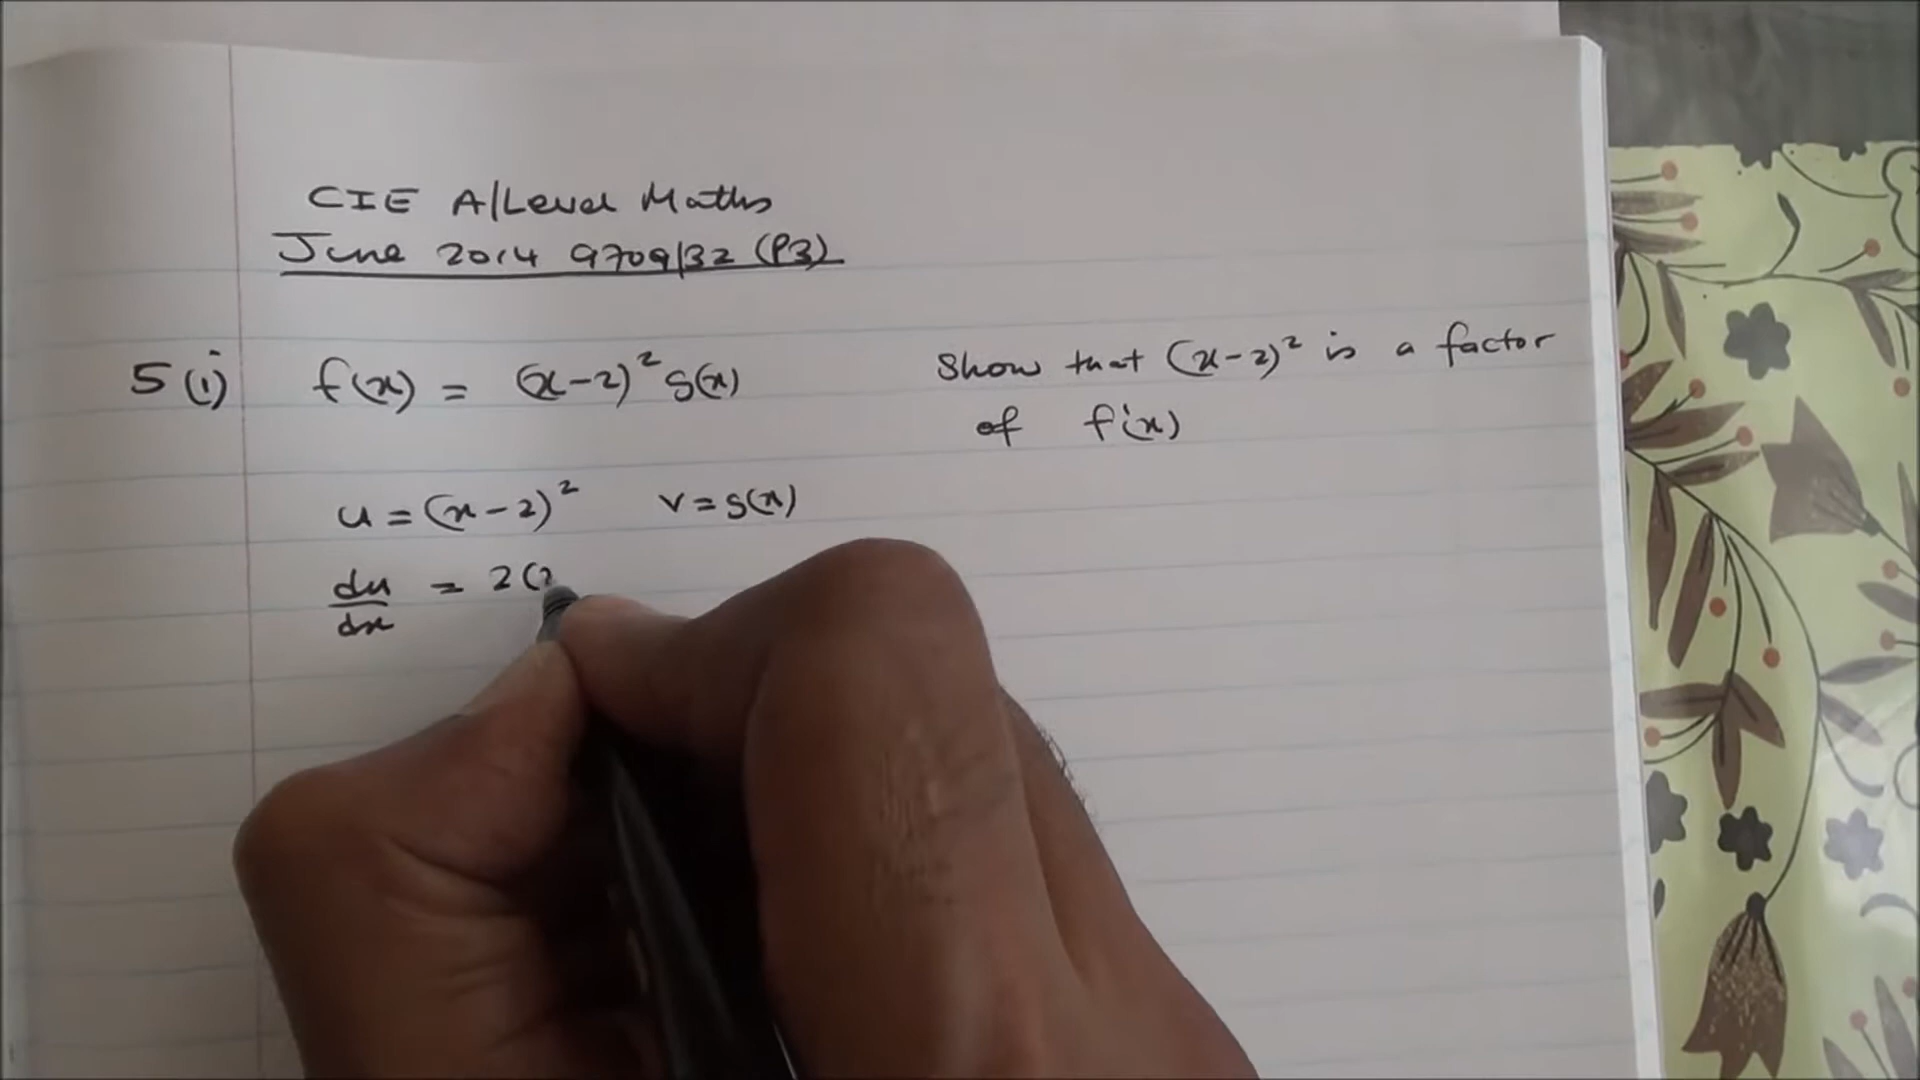 CIE A/Level Maths
June 2014 9709/32 (P3)
5 (i) f(x) = (x-2)² s(x)
Show that (x-2)² is a factor
of f'(x)
u = (x-2)² v = s(x)
du/dx = 2(